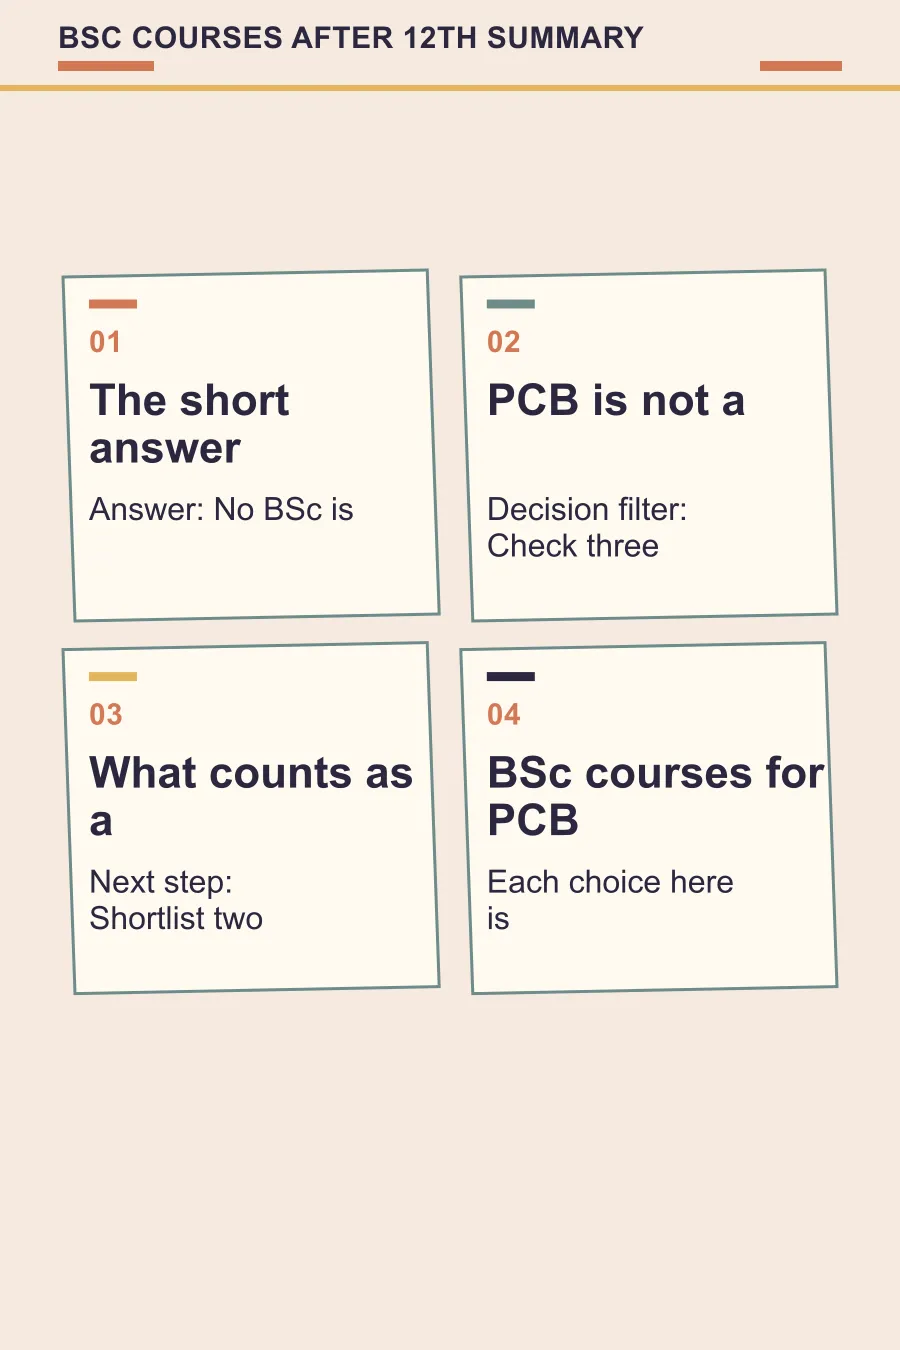 BSC COURSES AFTER 12TH SUMMARY
01
The short
answer
Answer: No BSc is
02
PCB is not a
Decision filter:
Check three
03
What counts as
a
Next step:
Shortlist two
04
BSc courses for
PCB
Each choice here
is